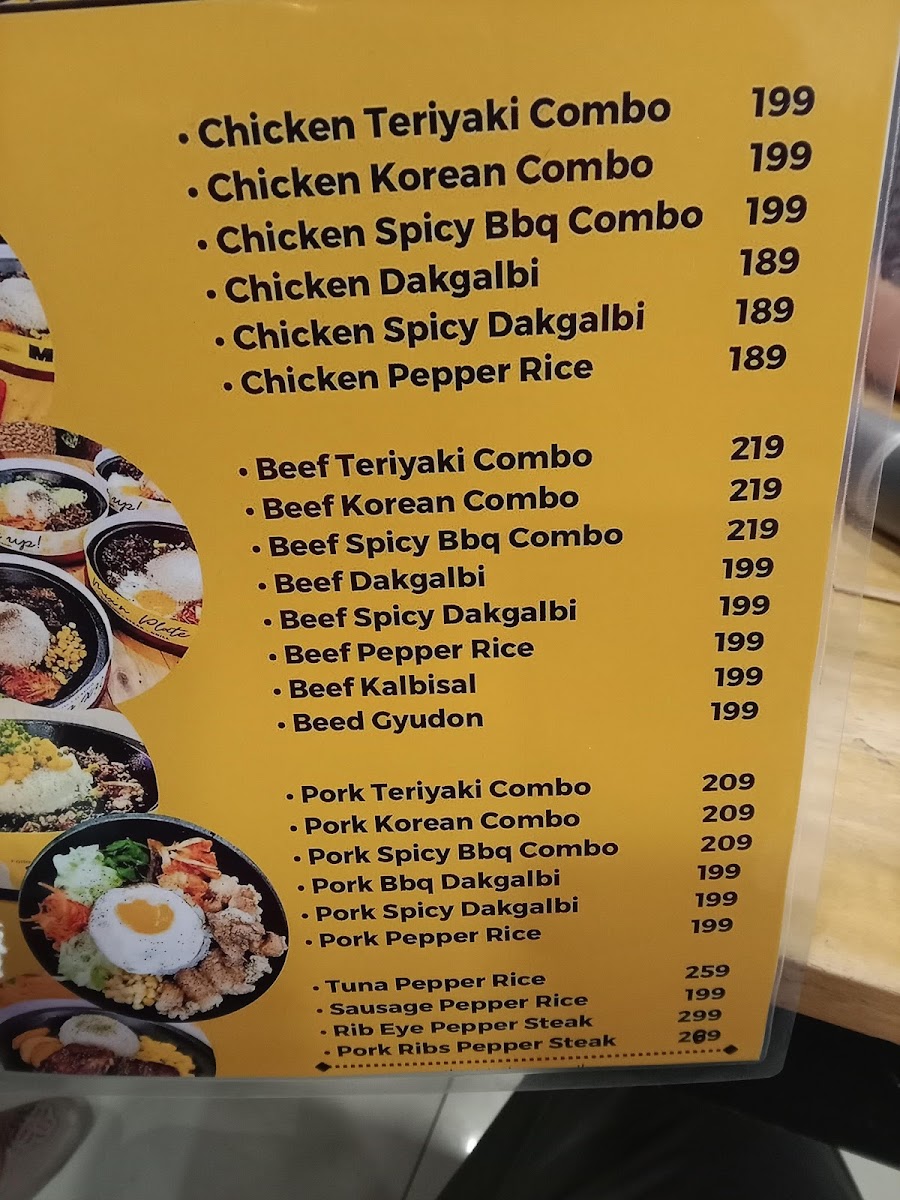 • Chicken Teriyaki Combo 199
• Chicken Korean Combo 199
• Chicken Spicy Bbq Combo 199
• Chicken Dakgalbi 189
• Chicken Spicy Dakgalbi 189
• Chicken Pepper Rice 189
• Beef Teriyaki Combo 219
• Beef Korean Combo 219
• Beef Spicy Bbq Combo 219
• Beef Dakgalbi 199
• Beef Spicy Dakgalbi 199
• Beef Pepper Rice 199
• Beef Kalbisal 199
• Beed Gyudon 199
• Pork Teriyaki Combo 209
• Pork Korean Combo 209
• Pork Spicy Bbq Combo 209
• Pork Bbq Dakgalbi 199
• Pork Spicy Dakgalbi 199
• Pork Pepper Rice 199
• Tuna Pepper Rice 259
• Sausage Pepper Rice 199
• Rib Eye Pepper Steak 299
• Pork Ribs Pepper Steak
M
up!
up!
Plate